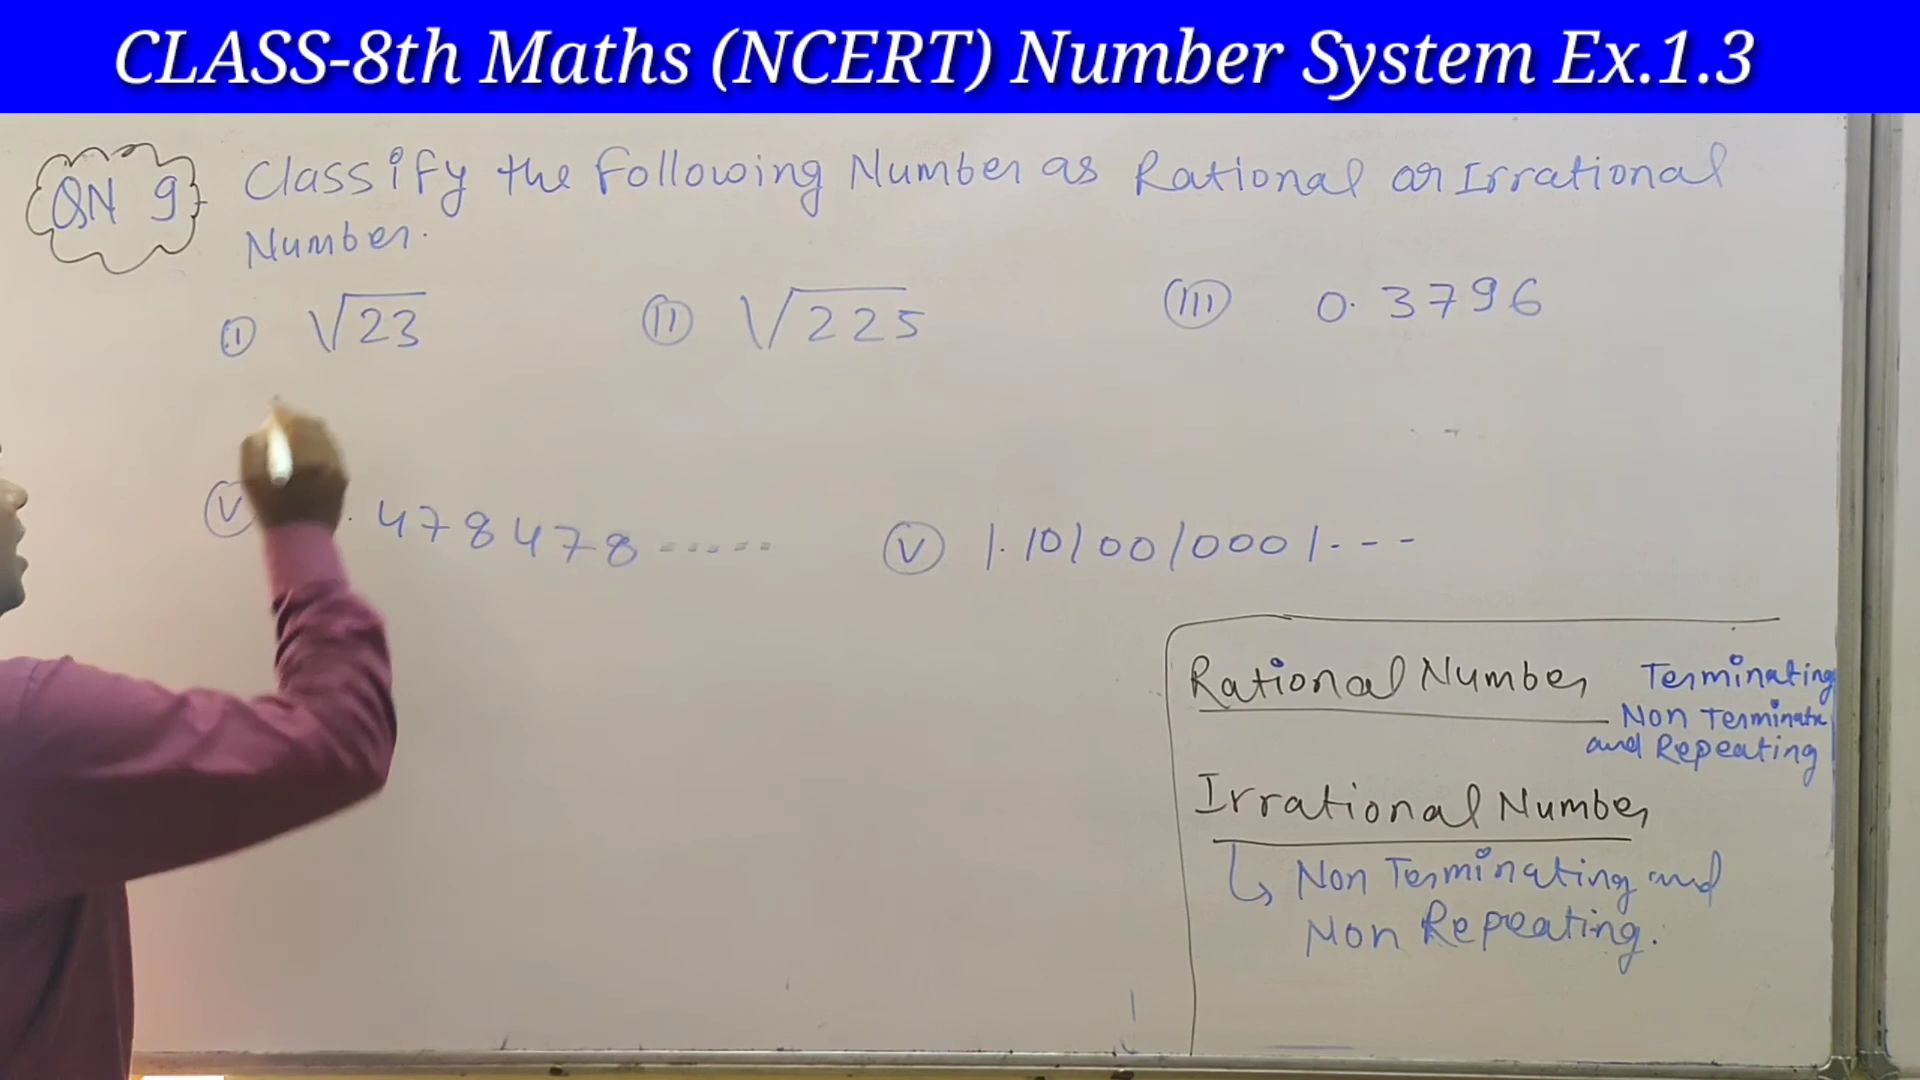 CLASS-8th Maths (NCERT) Number System Ex.1.3
QN 9 Classify the Following Number as Rational or Irrational
Number.
(i) √23 (ii) √225 (iii) 0.3796
(v .478478----- (v) 1.101001000 1---
Rational Number Terminating
Non Terminate
and Repeating
Irrational Number
↳ Non Terminating and
Non Repeating.